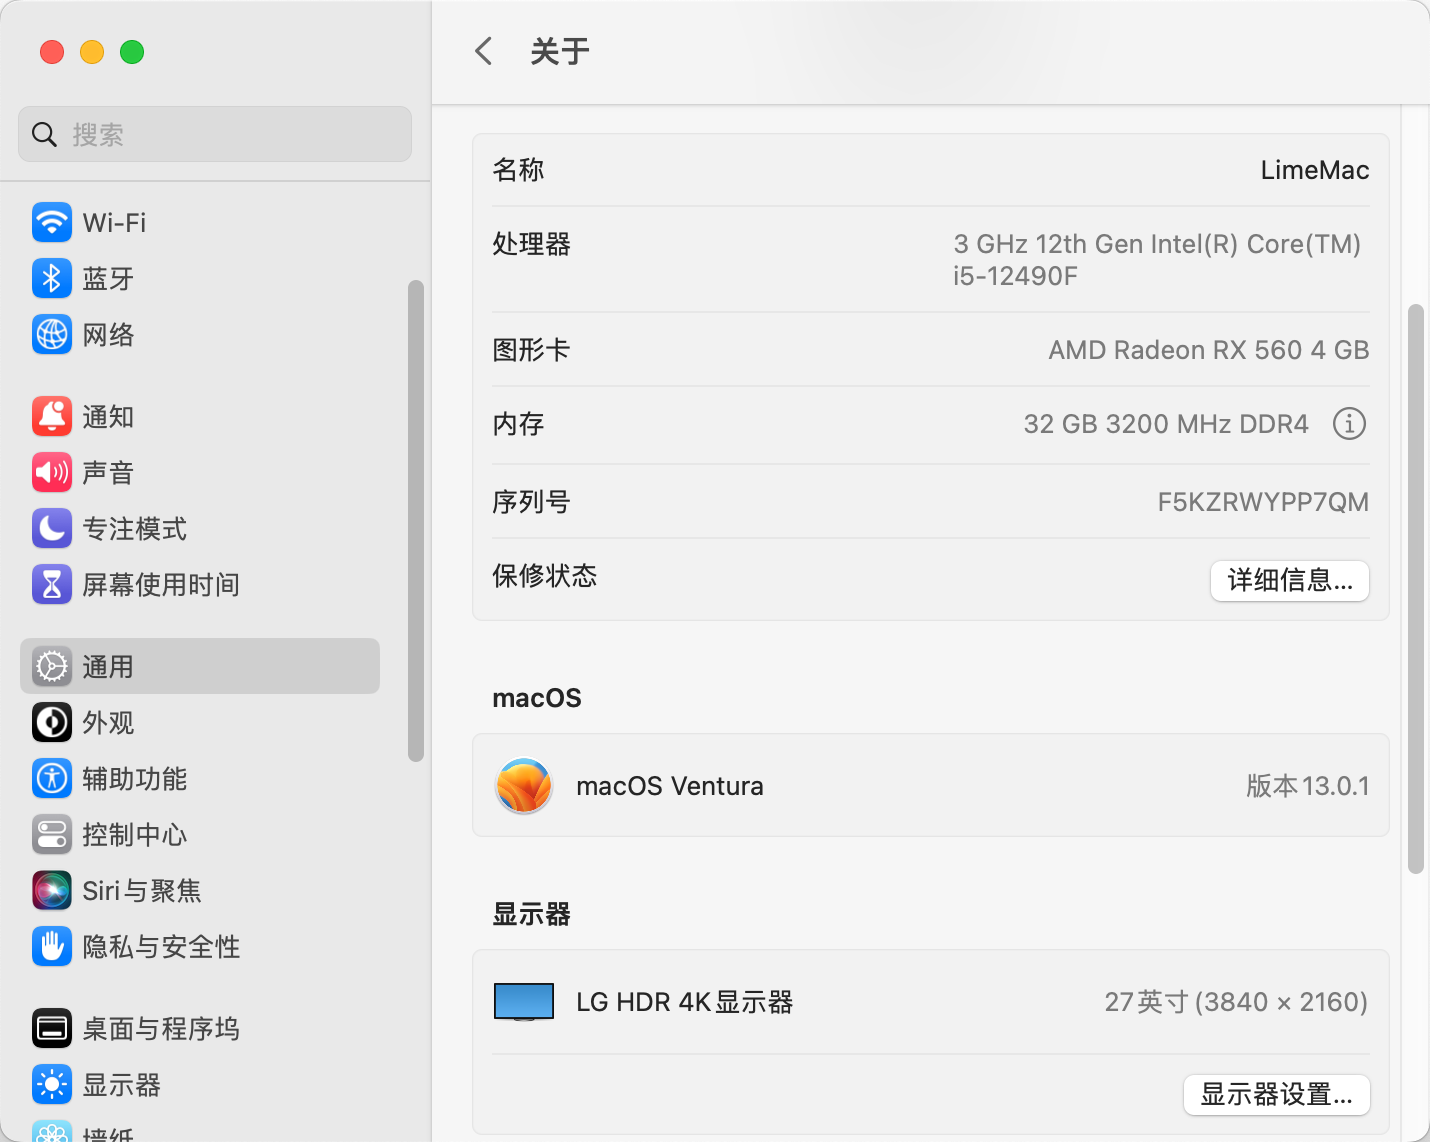 关于
搜索
Wi-Fi
蓝牙
网络
通知
声音
专注模式
屏幕使用时间
通用
外观
辅助功能
控制中心
Siri与聚焦
隐私与安全性
桌面与程序坞
显示器
墙纸
名称 LimeMac
处理器 3 GHz 12th Gen Intel(R) Core(TM)
i5-12490F
图形卡 AMD Radeon RX 560 4 GB
内存 32 GB 3200 MHz DDR4
序列号 F5KZRWYPP7QM
保修状态 详细信息...
macOS
macOS Ventura 版本13.0.1
显示器
LG HDR 4K显示器 27英寸 (3840 × 2160)
显示器设置...